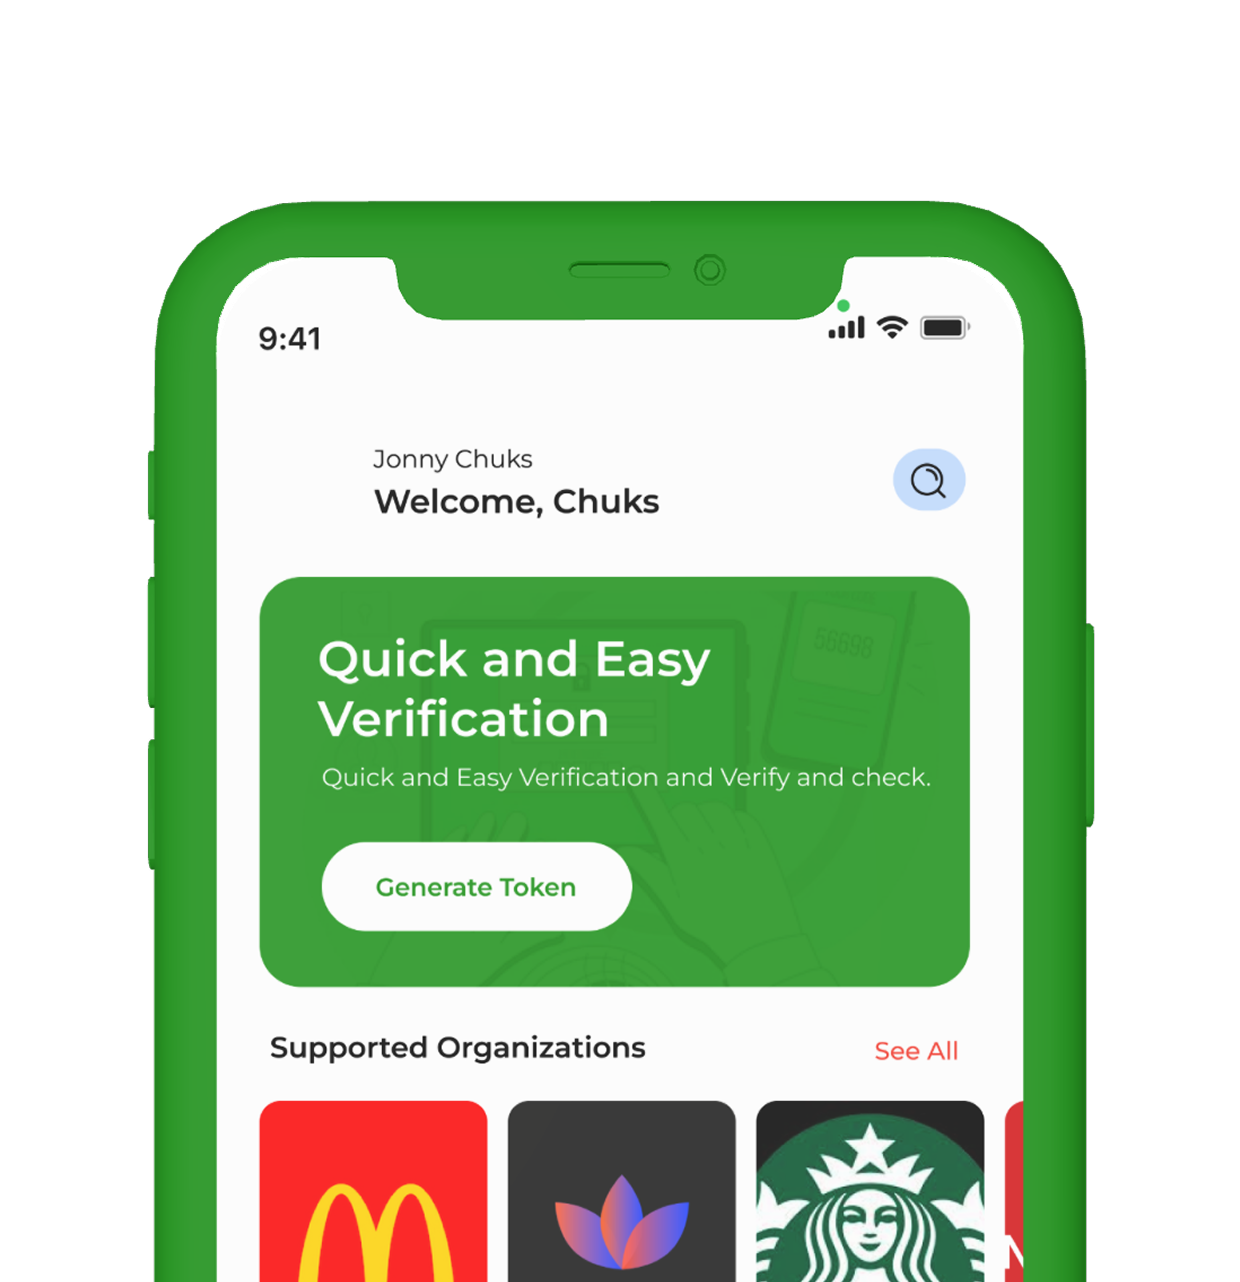 9:41
Jonny Chuks
Welcome, Chuks
56898
Quick and Easy
Verification
Quick and Easy Verification and Verify and check.
Generate Token
Supported Organizations
See All